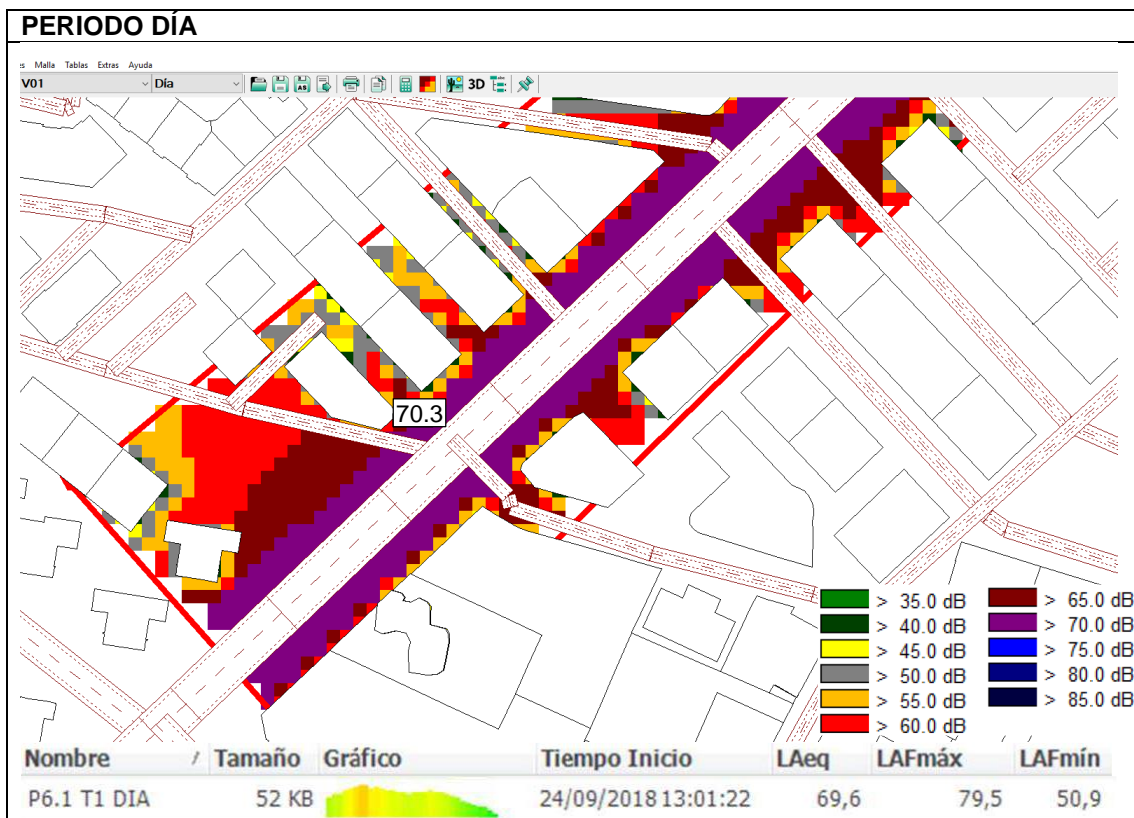 PERIODO DÍA
es Malla Tablas Extras Ayuda
V01 Día AS 3D
70.3
> 35.0 dB > 65.0 dB
> 40.0 dB > 70.0 dB
> 45.0 dB > 75.0 dB
> 50.0 dB > 80.0 dB
> 55.0 dB > 85.0 dB
> 60.0 dB
Nombre / Tamaño Gráfico Tiempo Inicio LAeq LAFmáx LAFmín
P6.1 T1 DIA 52 KB 24/09/2018 13:01:22 69,6 79,5 50,9